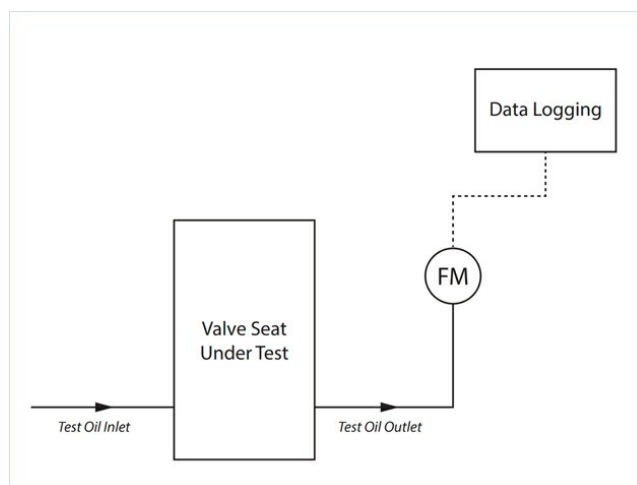 Data Logging
FM
Valve Seat
Under Test
Test Oil Inlet
Test Oil Outlet